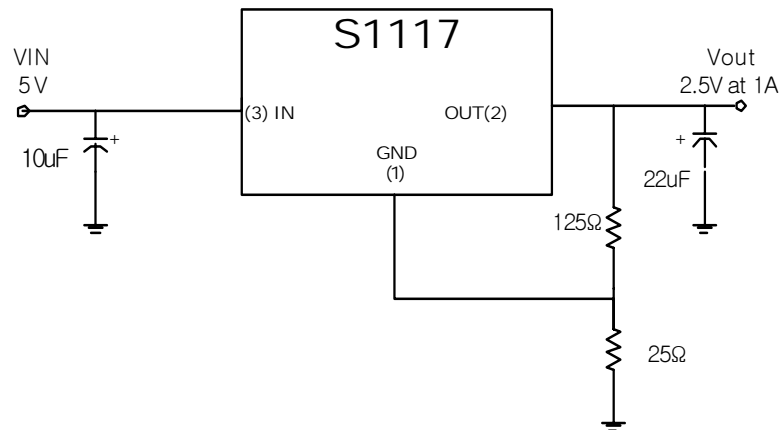 S1117
VIN
5V
Vout
2.5V at 1A
(3) IN
OUT(2)
GND
(1)
+
10uF
+
22uF
125Ω
25Ω